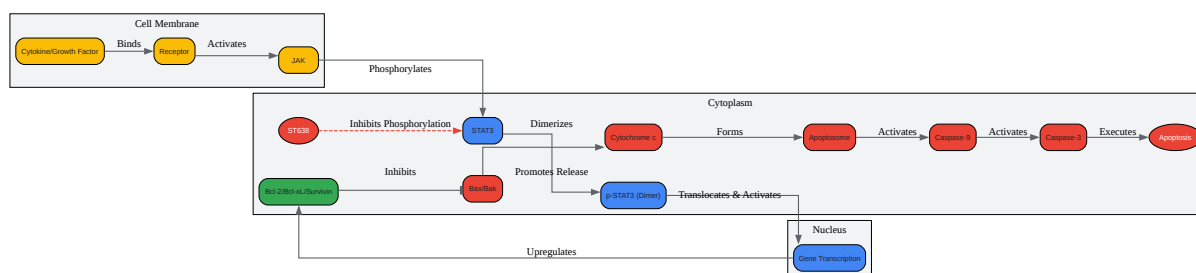 Cell Membrane
Cytokine/Growth Factor
Binds
Receptor
Activates
JAK
Phosphorylates
Cytoplasm
ST638
Inhibits Phosphorylation
STAT3
Dimerizes
Cytochrome c
Forms
Apoptosome
Activates
Caspase-9
Activates
Caspase-3
Executes
Apoptosis
Bcl-2/Bcl-xL/Survivin
Inhibits
Bax/Bak
Promotes Release
p-STAT3 (Dimer)
Translocates & Activates
Nucleus
Upregulates
Gene Transcription